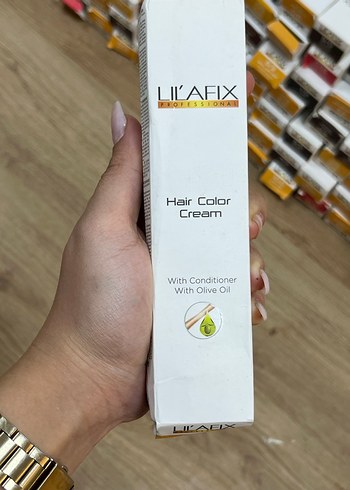 LIL'AFIX
PROFESSIONAL
Hair Color
Cream
With Conditioner
With Olive Oil
LIL'AFIX